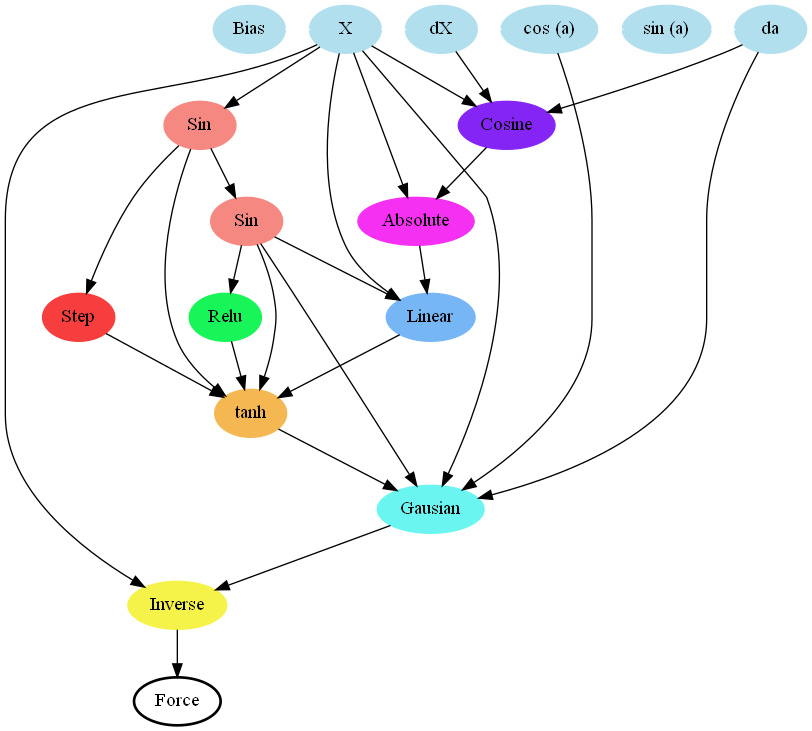 Bias X dX cos (a) sin (a) da
Sin Cosine
Sin Absolute
Step Relu Linear
tanh
Gausian
Inverse
Force